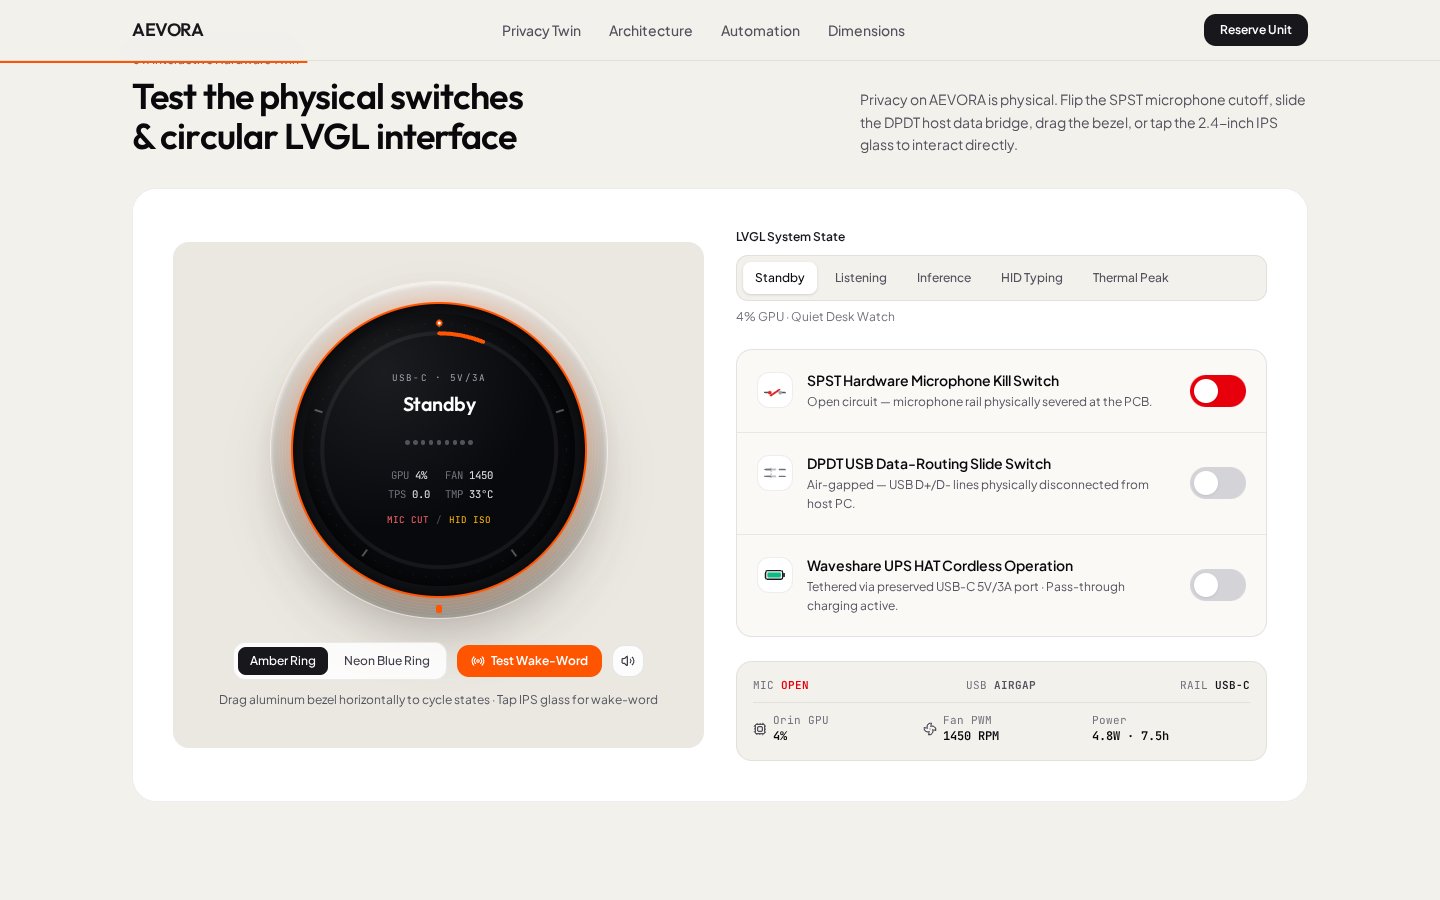 AEVORA
Privacy Twin
Architecture
Automation
Dimensions
Reserve Unit
Test the physical switches
& circular LVGL interface
Privacy on AEVORA is physical. Flip the SPST microphone cutoff, slide
the DPDT host data bridge, drag the bezel, or tap the 2.4-inch IPS
glass to interact directly.
USB-C · 5V/3A
Standby
GPU 4% FAN 1450
TPS 0.0 TMP 33°C
MIC CUT / HID ISO
Amber Ring
Neon Blue Ring
Test Wake-Word
Drag aluminum bezel horizontally to cycle states · Tap IPS glass for wake-word
LVGL System State
Standby
Listening
Inference
HID Typing
Thermal Peak
4% GPU · Quiet Desk Watch
SPST Hardware Microphone Kill Switch
Open circuit — microphone rail physically severed at the PCB.
DPDT USB Data-Routing Slide Switch
Air-gapped — USB D+/D- lines physically disconnected from
host PC.
Waveshare UPS HAT Cordless Operation
Tethered via preserved USB-C 5V/3A port · Pass-through
charging active.
MIC OPEN
USB AIRGAP
RAIL USB-C
Orin GPU
4%
Fan PWM
1450 RPM
Power
4.8W · 7.5h